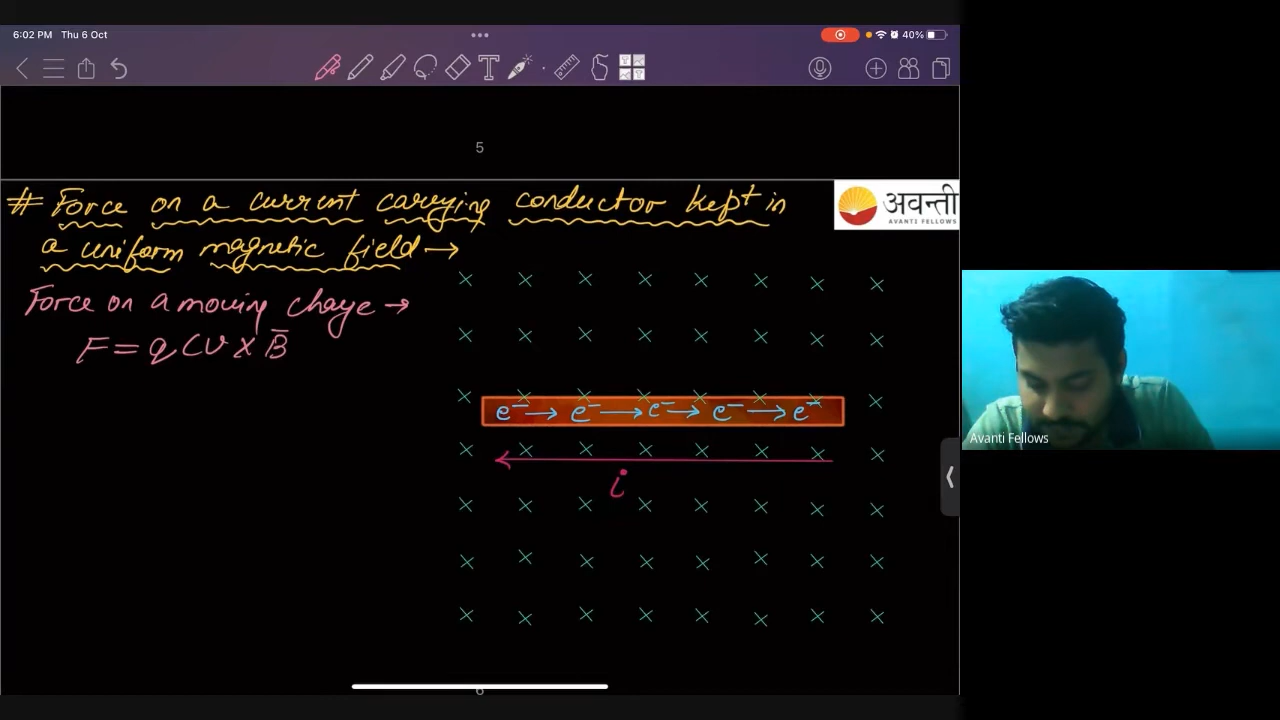 6:02 PM Thu 6 Oct
40%
5
# Force on a current carrying conductor kept in
a uniform magnetic field →
अवन्ती
AVANTI FELLOWS
Force on a moving charge →
F = q(v × B̄
e⁻ → e⁻ → e⁻ → e⁻ → e⁻
i
Avanti Fellows
6